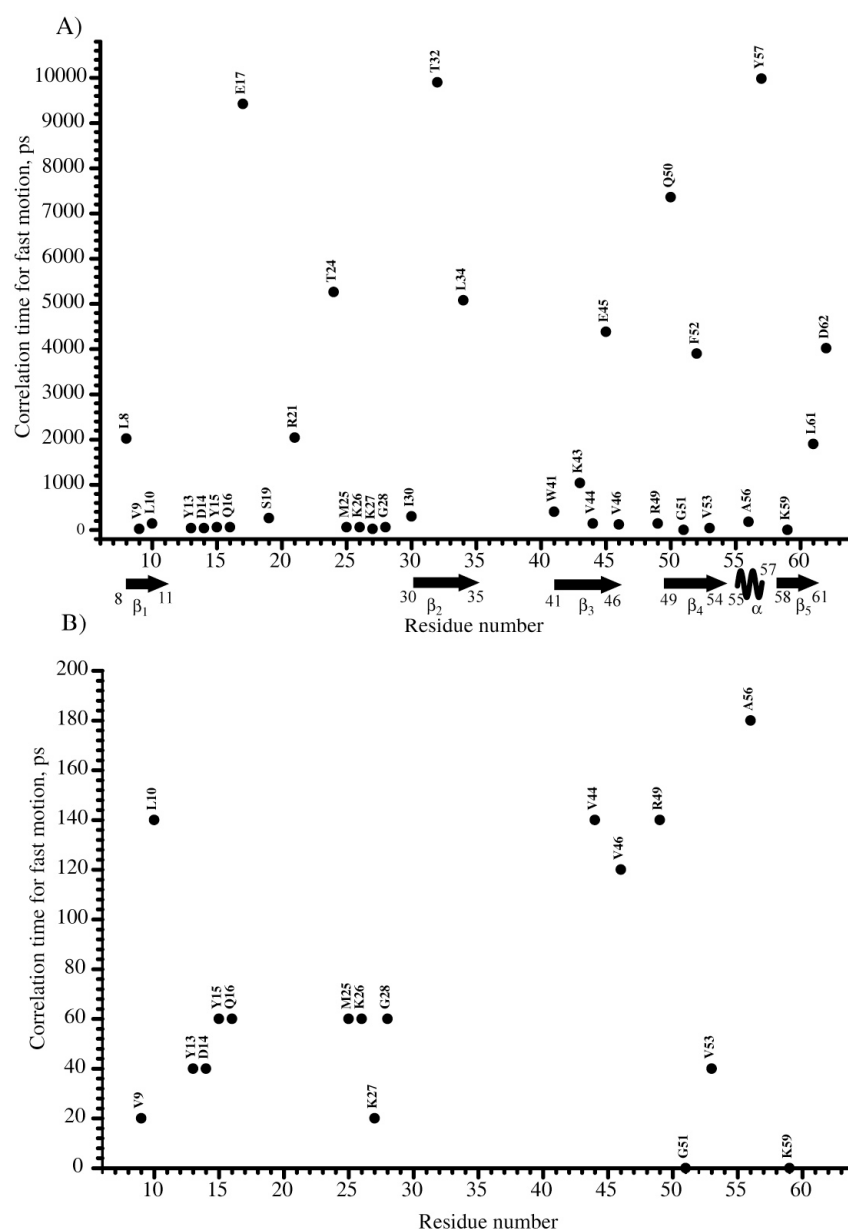 A)
Correlation time for fast motion, ps
10000
9000
8000
7000
6000
5000
4000
3000
2000
1000
0
L8
V9
L10
Y13
D14
Y15
Q16
E17
S19
R21
T24
M25
K26
K27
G28
I30
T32
L34
W41
K43
V44
E45
V46
R49
Q50
G51
F52
V53
A56
Y57
K59
L61
D62
10 15 20 25 30 35 40 45 50 55 60
8 β1 11 30 β2 35 41 β3 46 49 β4 54 55 α 57 58 β5 61
Residue number
B)
Correlation time for fast motion, ps
200
180
160
140
120
100
80
60
40
20
0
V9
L10
Y13
D14
Y15
Q16
M25
K26
K27
G28
V44
V46
R49
G51
V53
A56
K59
10 15 20 25 30 35 40 45 50 55 60
Residue number